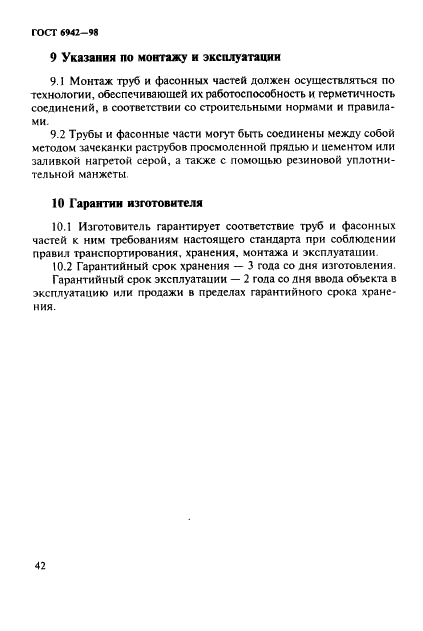 ГОСТ 6942—98
9 Указания по монтажу и эксплуатации
9.1 Монтаж труб и фасонных частей должен осуществляться по
технологии, обеспечивающей их работоспособность и герметичность
соединений, в соответствии со строительными нормами и правила-
ми.
9.2 Трубы и фасонные части могут быть соединены между собой
методом зачеканки раструбов просмоленной прядью и цементом или
заливкой нагретой серой, а также с помощью резиновой уплотни-
тельной манжеты.
10 Гарантии изготовителя
10.1 Изготовитель гарантирует соответствие труб и фасонных
частей к ним требованиям настоящего стандарта при соблюдении
правил транспортирования, хранения, монтажа и эксплуатации.
10.2 Гарантийный срок хранения — 3 года со дня изготовления.
Гарантийный срок эксплуатации — 2 года со дня ввода объекта в
эксплуатацию или продажи в пределах гарантийного срока хране-
ния.
42